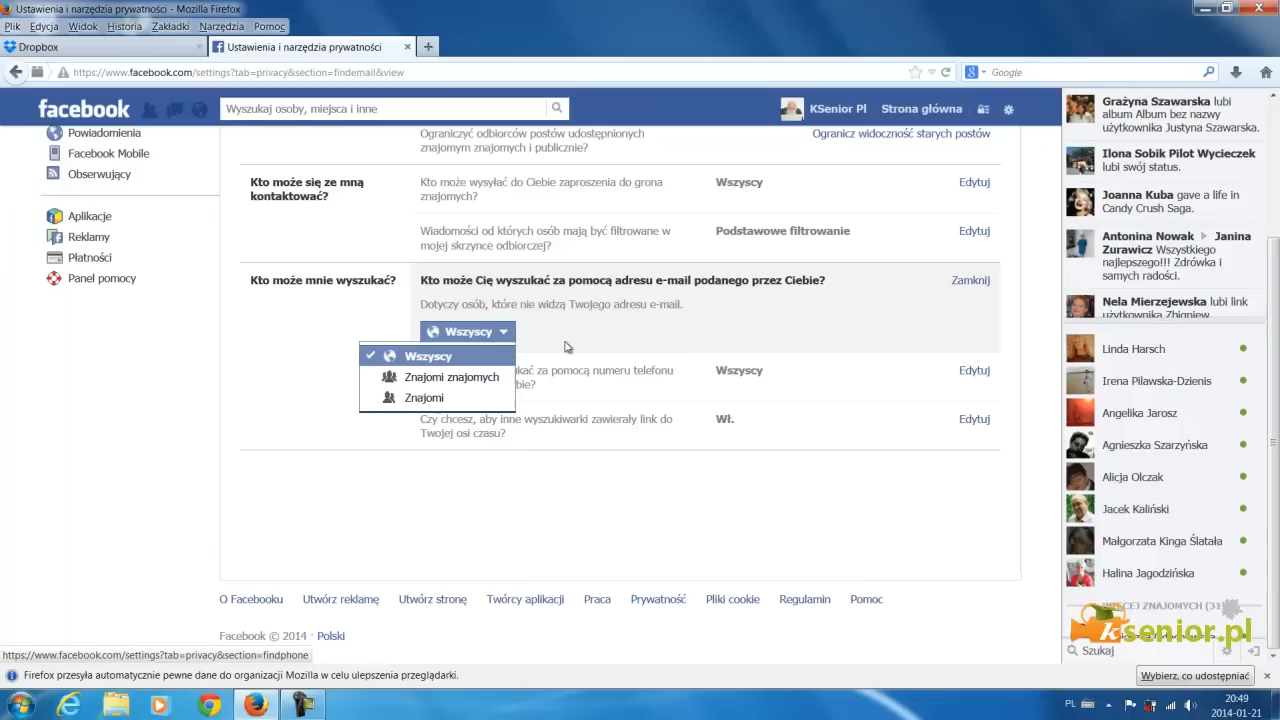 Ustawienia i narzędzia prywatności - Mozilla Firefox
Plik Edycja Widok Historia Zakładki Narzędzia Pomoc
Dropbox
Ustawienia i narzędzia prywatności
https://www.facebook.com/settings?tab=privacy&section=findemail&view
Google
facebook
Wyszukaj osoby, miejsca i inne
KSenior Pl Strona główna
Powiadomienia
Facebook Mobile
Obserwujący
Aplikacje
Reklamy
Płatności
Panel pomocy
Ograniczyć odbiorców postów udostępnionych
znajomym znajomych i publicznie?
Ogranicz widoczność starych postów
Kto może się ze mną
kontaktować?
Kto może wysyłać do Ciebie zaproszenia do grona
znajomych?
Wszyscy
Edytuj
Wiadomości od których osób mają być filtrowane w
mojej skrzynce odbiorczej?
Podstawowe filtrowanie
Edytuj
Kto może mnie wyszukać?
Kto może Cię wyszukać za pomocą adresu e-mail podanego przez Ciebie?
Zamknij
Dotyczy osób, które nie widzą Twojego adresu e-mail.
Wszyscy
Wszyscy
Znajomi znajomych
Znajomi
ukać za pomocą numeru telefonu
bie?
Wszyscy
Edytuj
Czy chcesz, aby inne wyszukiwarki zawierały link do
Twojej osi czasu?
Wł.
Edytuj
O Facebooku Utwórz reklamę Utwórz stronę Twórcy aplikacji Praca Prywatność Pliki cookie Regulamin Pomoc
Facebook © 2014 · Polski
Grażyna Szawarska lubi
album Album bez nazwy
użytkownika Justyna Szawarska.
Ilona Sobik Pilot Wycieczek
lubi swój status.
Joanna Kuba gave a life in
Candy Crush Saga.
Antonina Nowak Janina
Zurawicz Wszystkiego
najlepszego!!! Zdrówka i
samych radości.
Nela Mierzejewska lubi link
użytkownika Zbigniew
Linda Harsch
Irena Pilawska-Dzienis
Angelika Jarosz
Agnieszka Szarzyńska
Alicja Olczak
Jacek Kaliński
Małgorzata Kinga Ślatała
Halina Jagodzińska
WIĘCEJ ZNAJOMYCH (31)
ksenior.pl
Szukaj
https://www.facebook.com/settings?tab=privacy&section=findphone
Firefox przesyła automatycznie pewne dane do organizacji Mozilla w celu ulepszenia przeglądarki.
Wybierz, co udostępniać
PL
20:49
2014-01-21